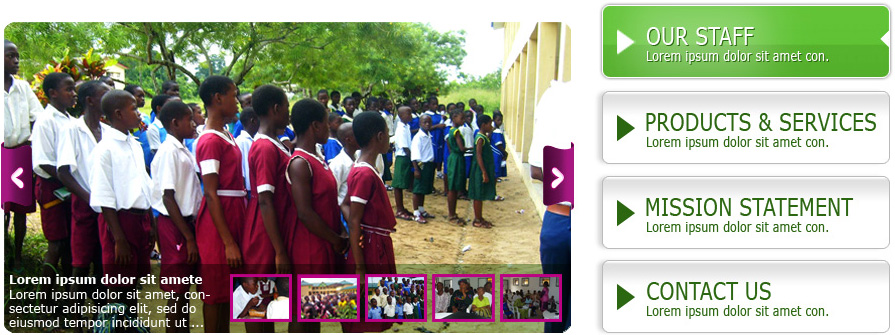 Lorem ipsum dolor sit amete
Lorem ipsum dolor sit amet, con-
sectetur adipisicing elit, sed do
eiusmod tempor incididunt ut ...
OUR STAFF
Lorem ipsum dolor sit amet con.
PRODUCTS & SERVICES
Lorem ipsum dolor sit amet con.
MISSION STATEMENT
Lorem ipsum dolor sit amet con.
CONTACT US
Lorem ipsum dolor sit amet con.